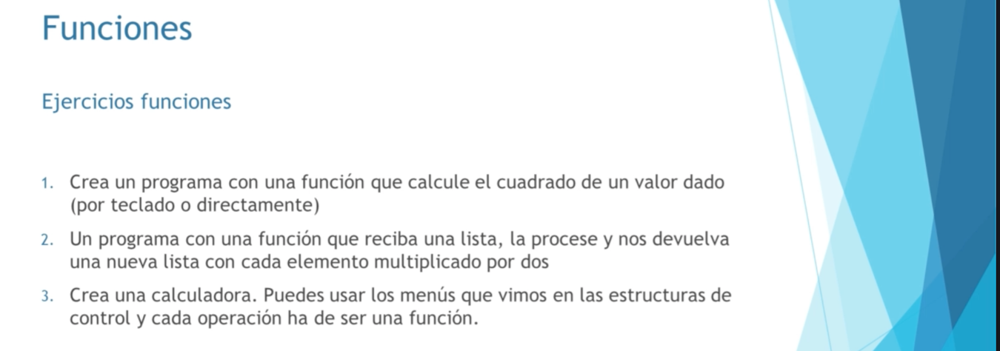 Funciones
Ejercicios funciones
1. Crea un programa con una función que calcule el cuadrado de un valor dado
(por teclado o directamente)
2. Un programa con una función que reciba una lista, la procese y nos devuelva
una nueva lista con cada elemento multiplicado por dos
3. Crea una calculadora. Puedes usar los menús que vimos en las estructuras de
control y cada operación ha de ser una función.